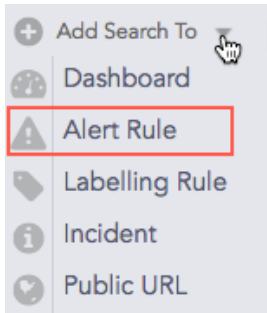 Add Search To
Dashboard
Alert Rule
Labelling Rule
Incident
Public URL